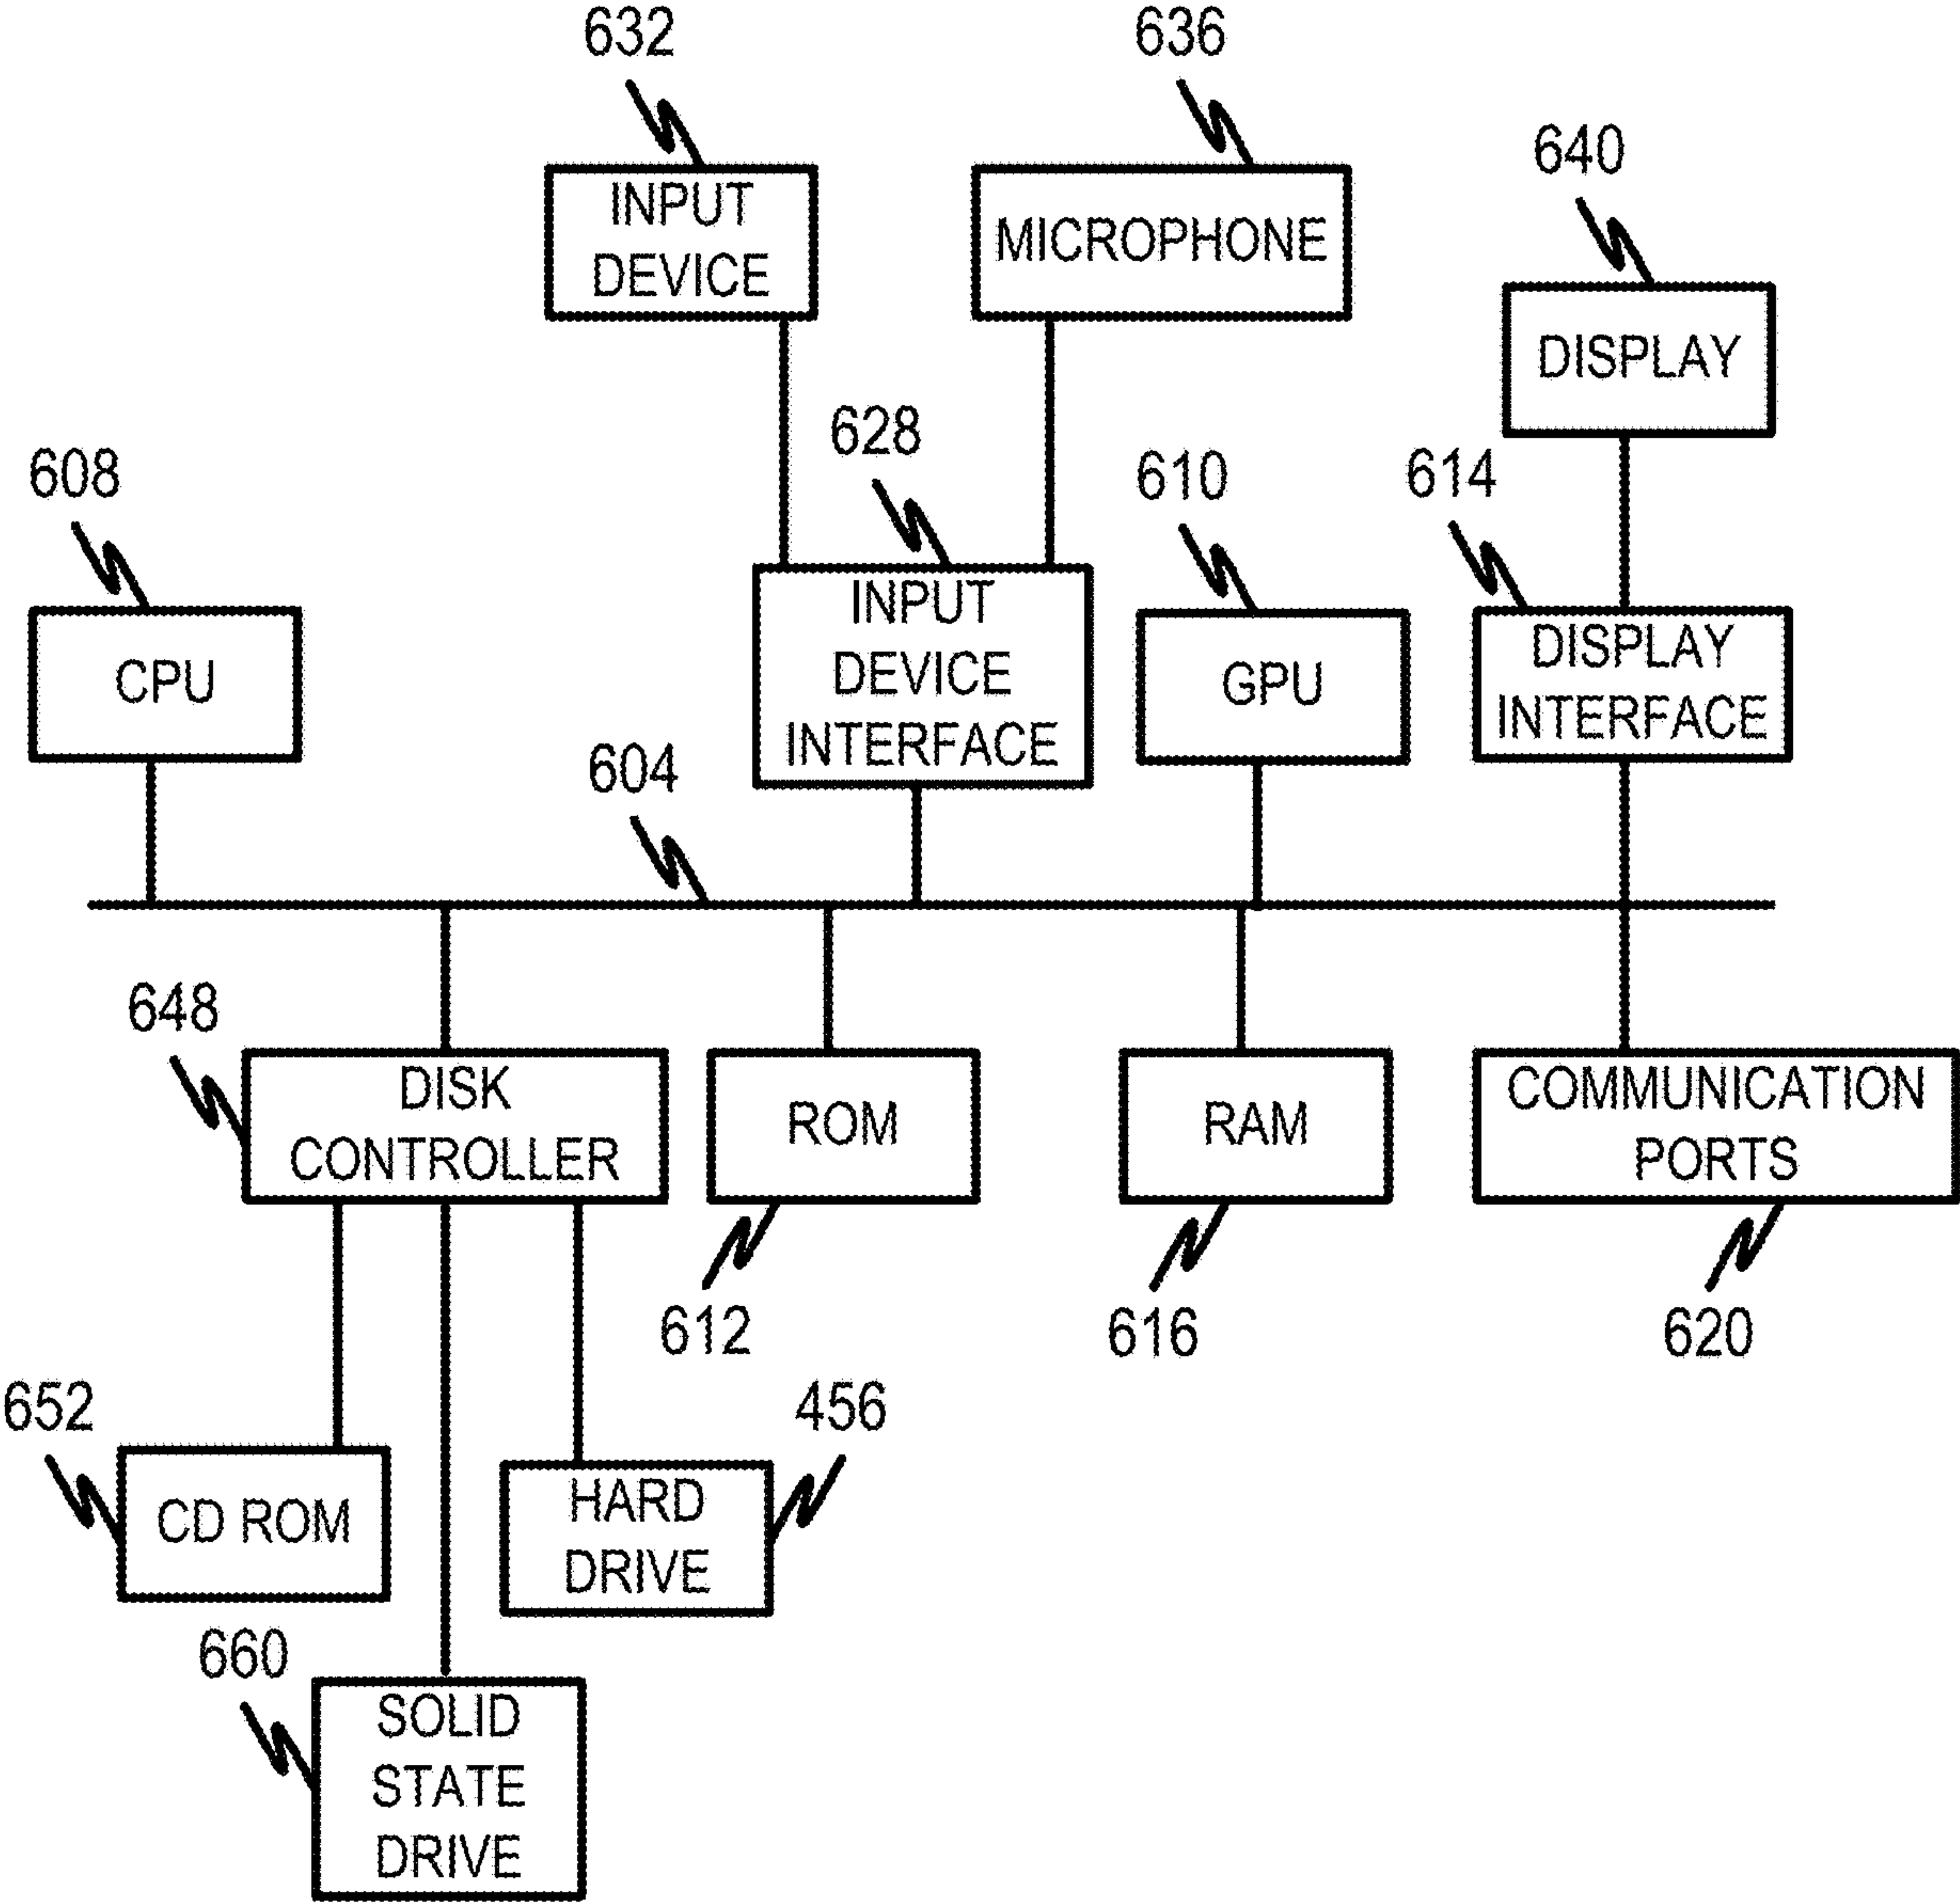 632
636
640
INPUT
DEVICE
MICROPHONE
DISPLAY
608
628
610
614
CPU
INPUT
DEVICE
INTERFACE
GPU
DISPLAY
INTERFACE
604
648
DISK
CONTROLLER
ROM
RAM
COMMUNICATION
PORTS
612
616
620
652
456
CD ROM
HARD
DRIVE
660
SOLID
STATE
DRIVE